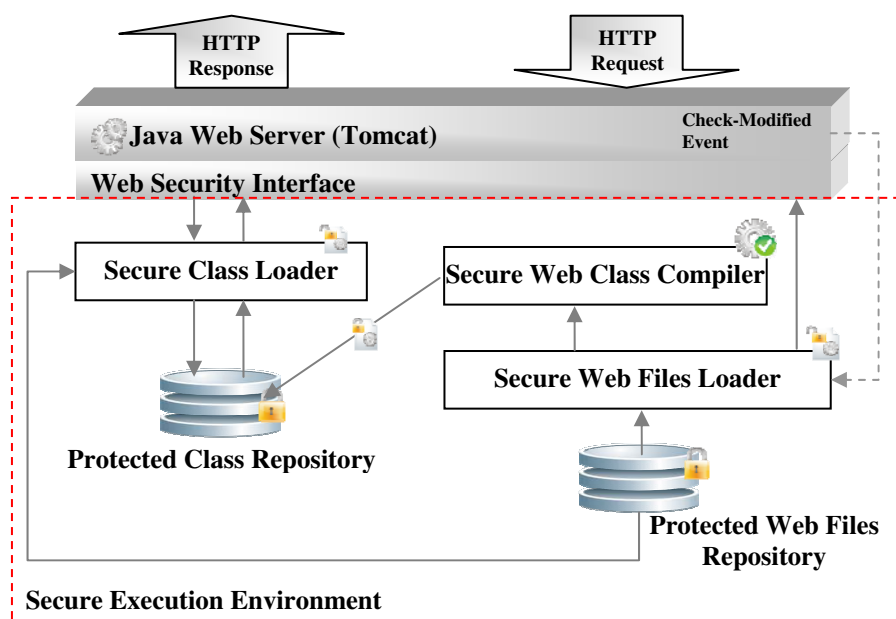 HTTP
Response
HTTP
Request
Check-Modified
Event
Java Web Server (Tomcat)
Web Security Interface
Secure Class Loader
Secure Web Class Compiler
Secure Web Files Loader
Protected Class Repository
Protected Web Files
Repository
Secure Execution Environment